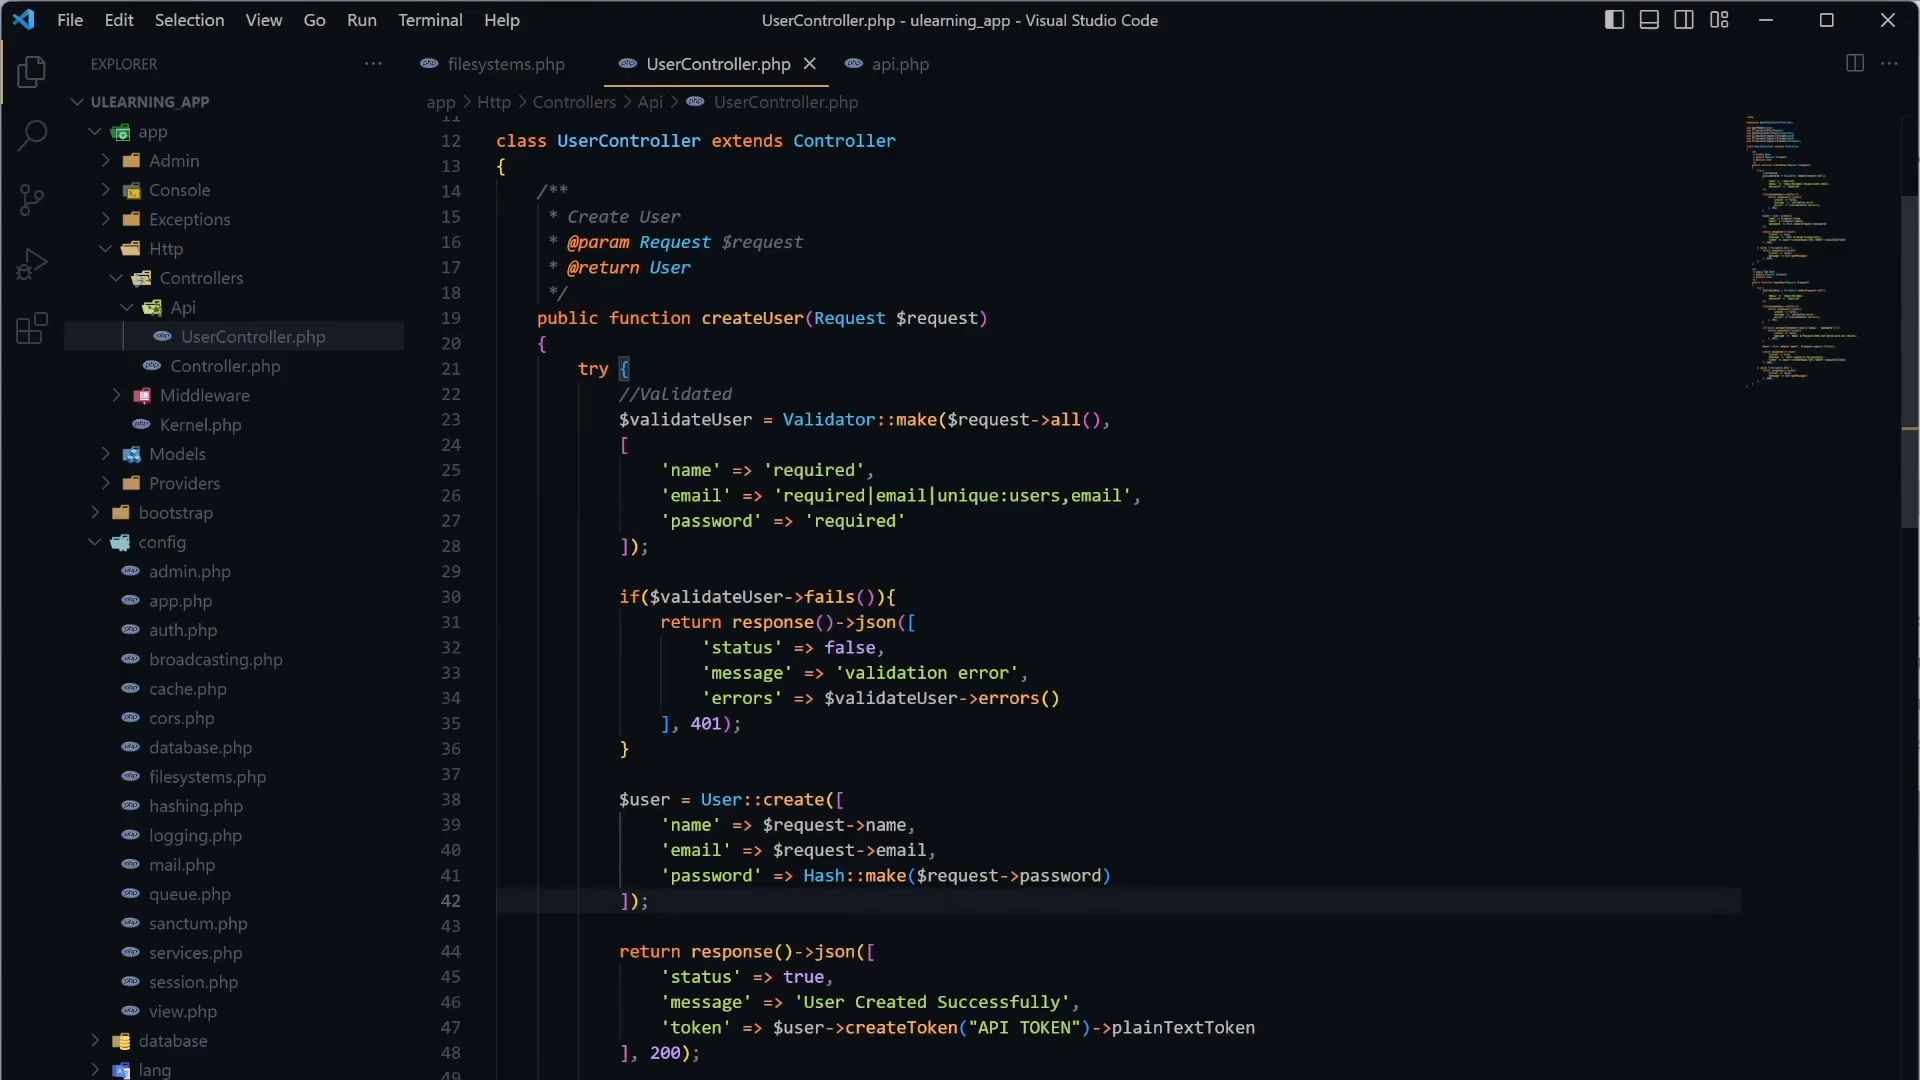 File Edit Selection View Go Run Terminal Help
UserController.php - ulearning_app - Visual Studio Code
EXPLORER
ULEARNING_APP
app
Admin
Console
Exceptions
Http
Controllers
Api
UserController.php
Controller.php
Middleware
Kernel.php
Models
Providers
bootstrap
config
admin.php
app.php
auth.php
broadcasting.php
cache.php
cors.php
database.php
filesystems.php
hashing.php
logging.php
mail.php
queue.php
sanctum.php
services.php
session.php
view.php
database
lang
filesystems.php UserController.php api.php
app > Http > Controllers > Api > UserController.php
11
12 class UserController extends Controller
13 {
14 /**
15 * Create User
16 * @param Request $request
17 * @return User
18 */
19 public function createUser(Request $request)
20 {
21 try {
22 //Validated
23 $validateUser = Validator::make($request->all(),
24 [
25 'name' => 'required',
26 'email' => 'required|email|unique:users,email',
27 'password' => 'required'
28 ]);
29
30 if($validateUser->fails()){
31 return response()->json([
32 'status' => false,
33 'message' => 'validation error',
34 'errors' => $validateUser->errors()
35 ], 401);
36 }
37
38 $user = User::create([
39 'name' => $request->name,
40 'email' => $request->email,
41 'password' => Hash::make($request->password)
42 ]);
43
44 return response()->json([
45 'status' => true,
46 'message' => 'User Created Successfully',
47 'token' => $user->createToken("API TOKEN")->plainTextToken
48 ], 200);
49